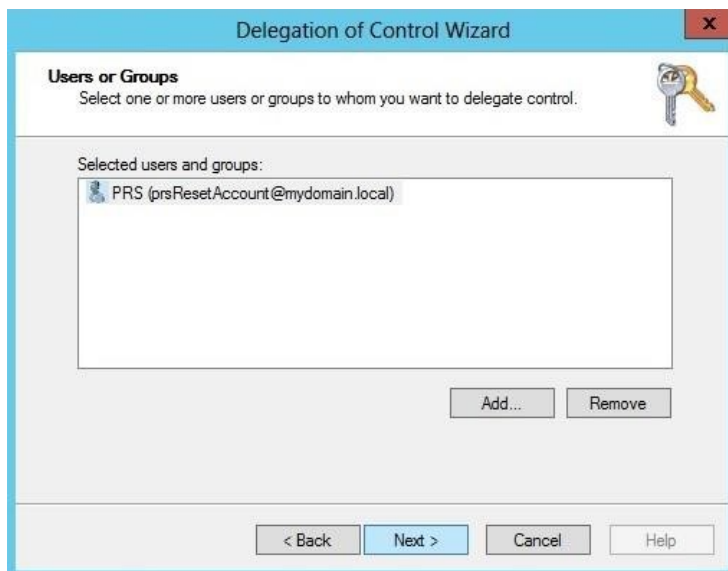 Delegation of Control Wizard
x
Users or Groups
Select one or more users or groups to whom you want to delegate control.
Selected users and groups:
PRS (prsResetAccount@mydomain.local)
Add... Remove
< Back Next > Cancel Help